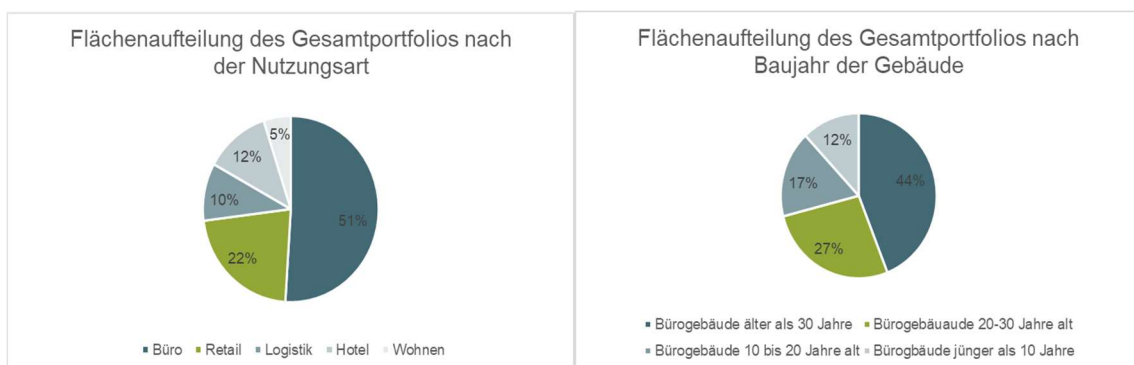 Flächenaufteilung des Gesamtportfolios nach
der Nutzungsart
5%
12%
10%
51%
22%
Büro Retail Logistik Hotel Wohnen
Flächenaufteilung des Gesamtportfolios nach
Baujahr der Gebäude
12%
44%
17%
27%
Bürogebäude älter als 30 Jahre Bürogebäuaude 20-30 Jahre alt
Bürogebäude 10 bis 20 Jahre alt Bürogbäude jünger als 10 Jahre